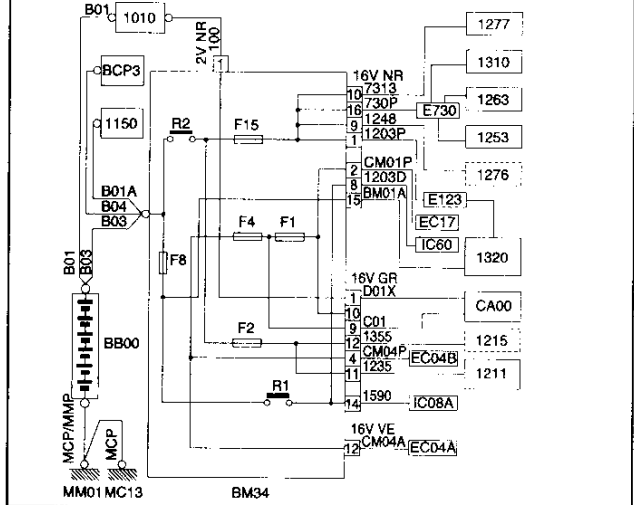 B01
1010
2V NR
100
BCP3
1150
R2
F15
B01A
B04
B03
F8
F4
F1
F2
R1
B01
B03
BB00
MCP/MMP
MCP
MM01
MC13
BM34
16V NR
10
7313
16
730P
9
1248
1
1203P
2
CM01P
8
1203D
15
BM01A
16V GR
1
D01X
10
9
C01
12
1355
4
CM04P
11
1235
14
1590
16V VE
12
CM04A
1277
1310
1263
E730
1253
1276
E123
EC17
IC60
1320
CA00
1215
EC04B
1211
IC08A
EC04A